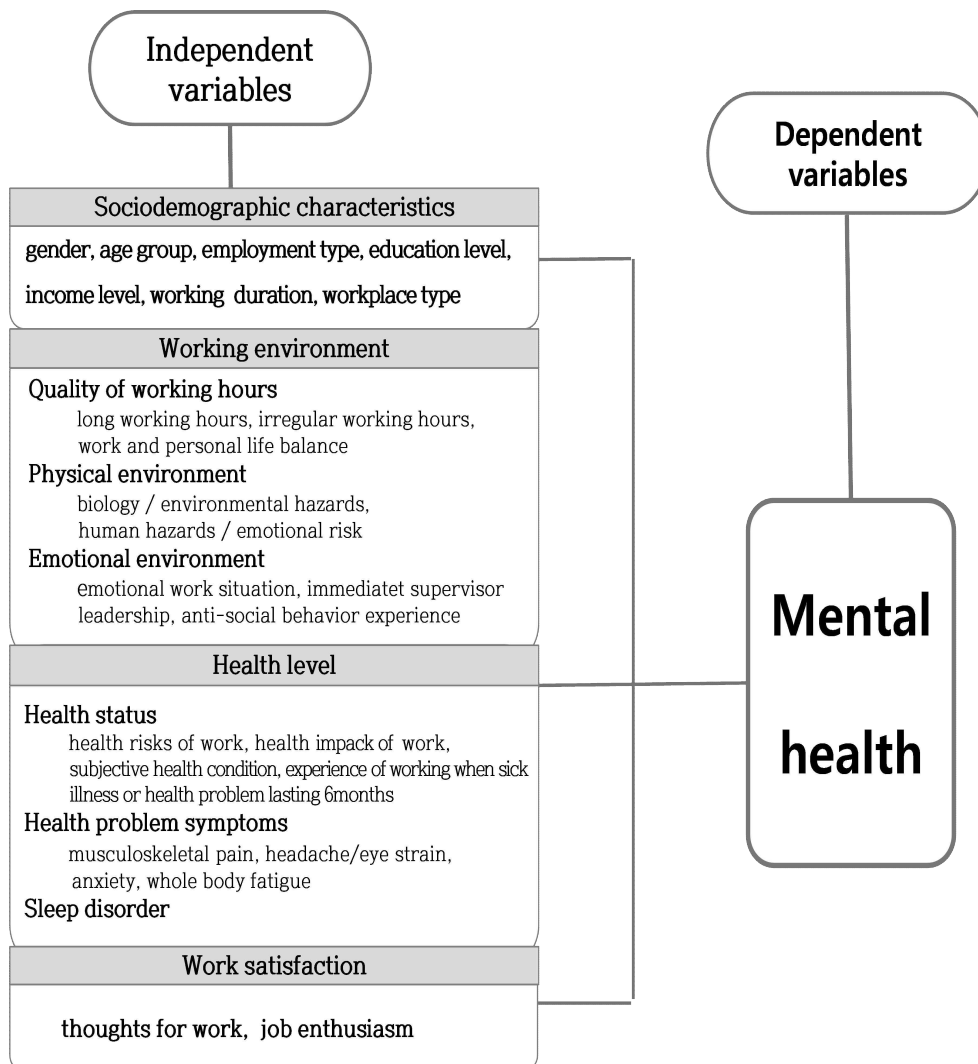 Independent
variables
Dependent
variables
Sociodemographic characteristics
gender, age group, employment type, education level,
income level, working duration, workplace type
Working environment
Quality of working hours
long working hours, irregular working hours,
work and personal life balance
Physical environment
biology / environmental hazards,
human hazards / emotional risk
Emotional environment
emotional work situation, immediatet supervisor
leadership, anti-social behavior experience
Health level
Health status
health risks of work, health impack of work,
subjective health condition, experience of working when sick
illness or health problem lasting 6months
Health problem symptoms
musculoskeletal pain, headache/eye strain,
anxiety, whole body fatigue
Sleep disorder
Work satisfaction
thoughts for work, job enthusiasm
Mental
health